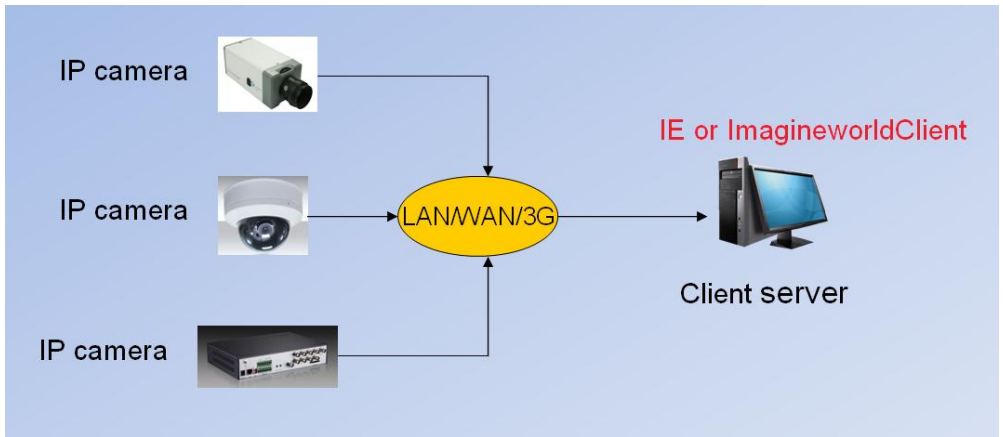 IP camera
IE or ImagineworldClient
IP camera
LAN/WAN/3G
Client server
IP camera